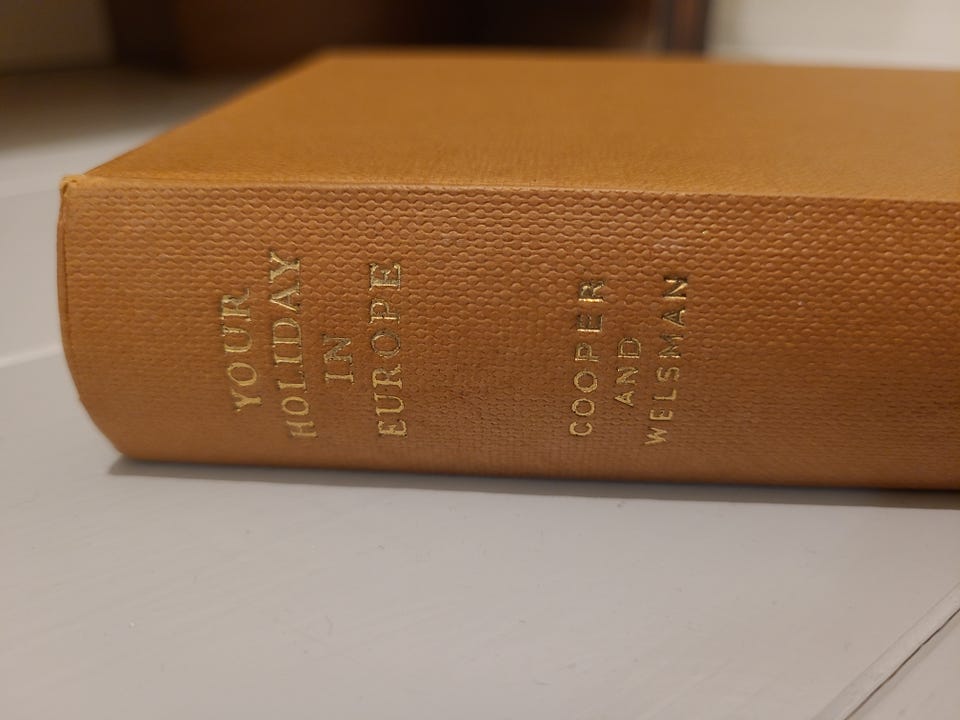 YOUR
HOLIDAY
IN
EUROPE
COOPER
AND
WELSMAN